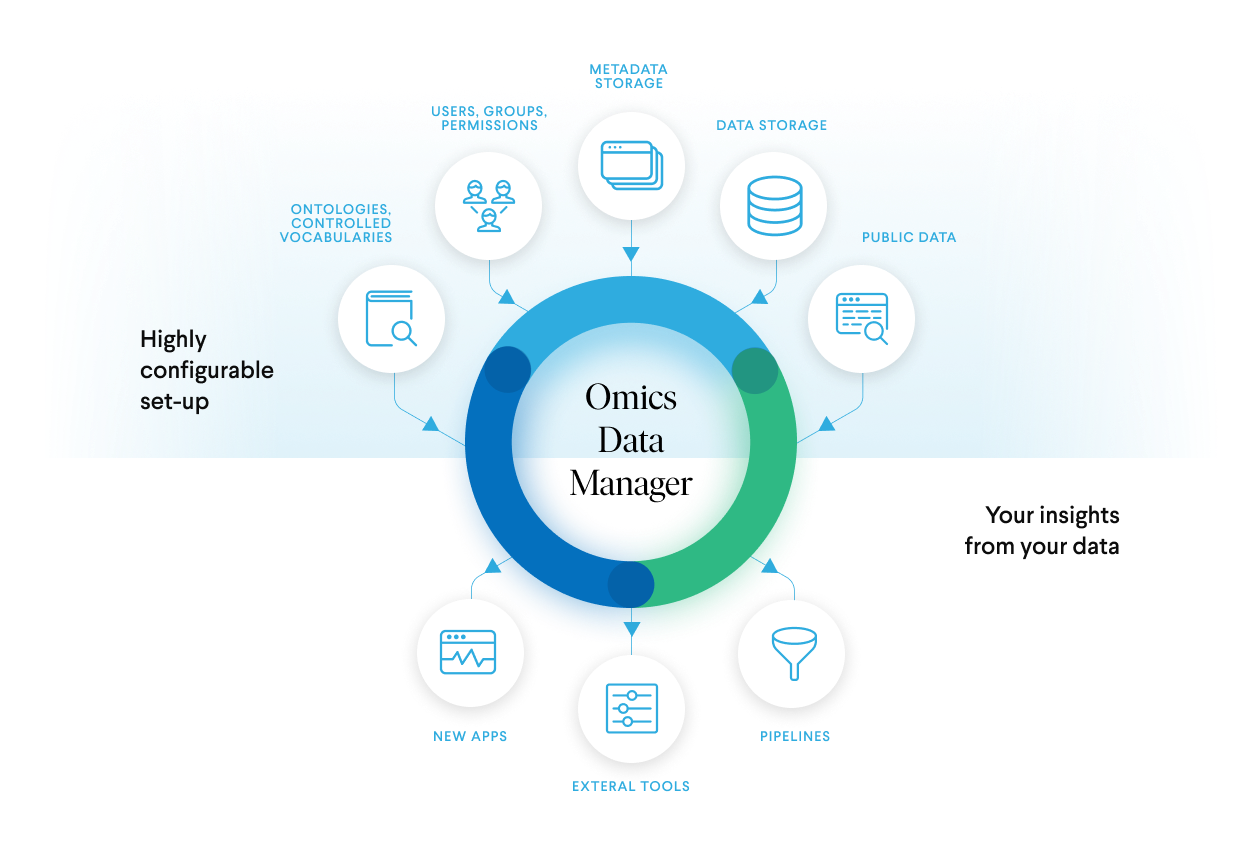 METADATA
STORAGE
USERS, GROUPS,
PERMISSIONS
DATA STORAGE
ONTOLOGIES,
CONTROLLED
VOCABULARIES
PUBLIC DATA
Highly
configurable
set-up
Omics
Data
Manager
Your insights
from your data
NEW APPS
PIPELINES
EXTERAL TOOLS